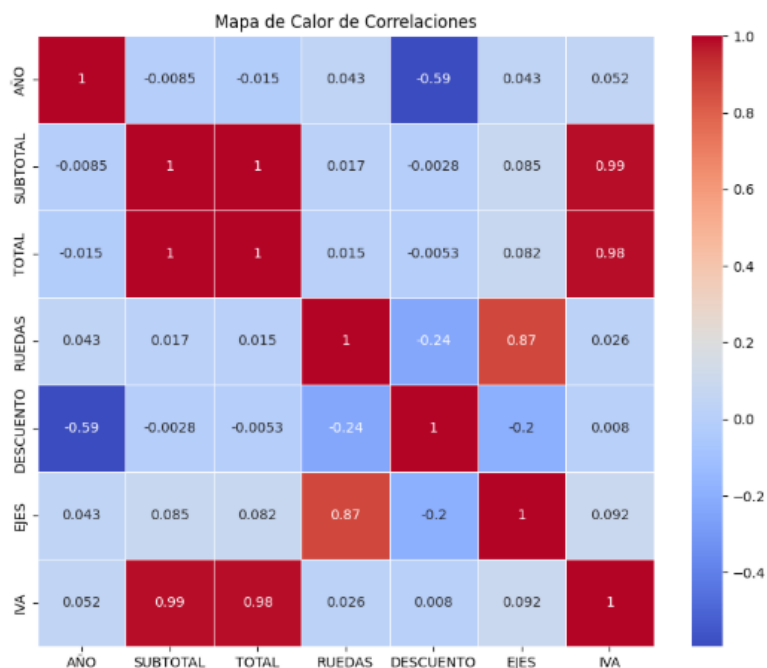 Mapa de Calor de Correlaciones
AÑO 1 -0.0085 -0.015 0.043 -0.59 0.043 0.052
SUBTOTAL -0.0085 1 1 0.017 -0.0028 0.085 0.99
TOTAL -0.015 1 1 0.015 -0.0053 0.082 0.98
RUEDAS 0.043 0.017 0.015 1 -0.24 0.87 0.026
DESCUENTO -0.59 -0.0028 -0.0053 -0.24 1 -0.2 0.008
EJES 0.043 0.085 0.082 0.87 -0.2 1 0.092
IVA 0.052 0.99 0.98 0.026 0.008 0.092 1
AÑO SUBTOTAL TOTAL RUEDAS DESCUENTO EJES IVA
1.0
0.8
0.6
0.4
0.2
0.0
−0.2
−0.4